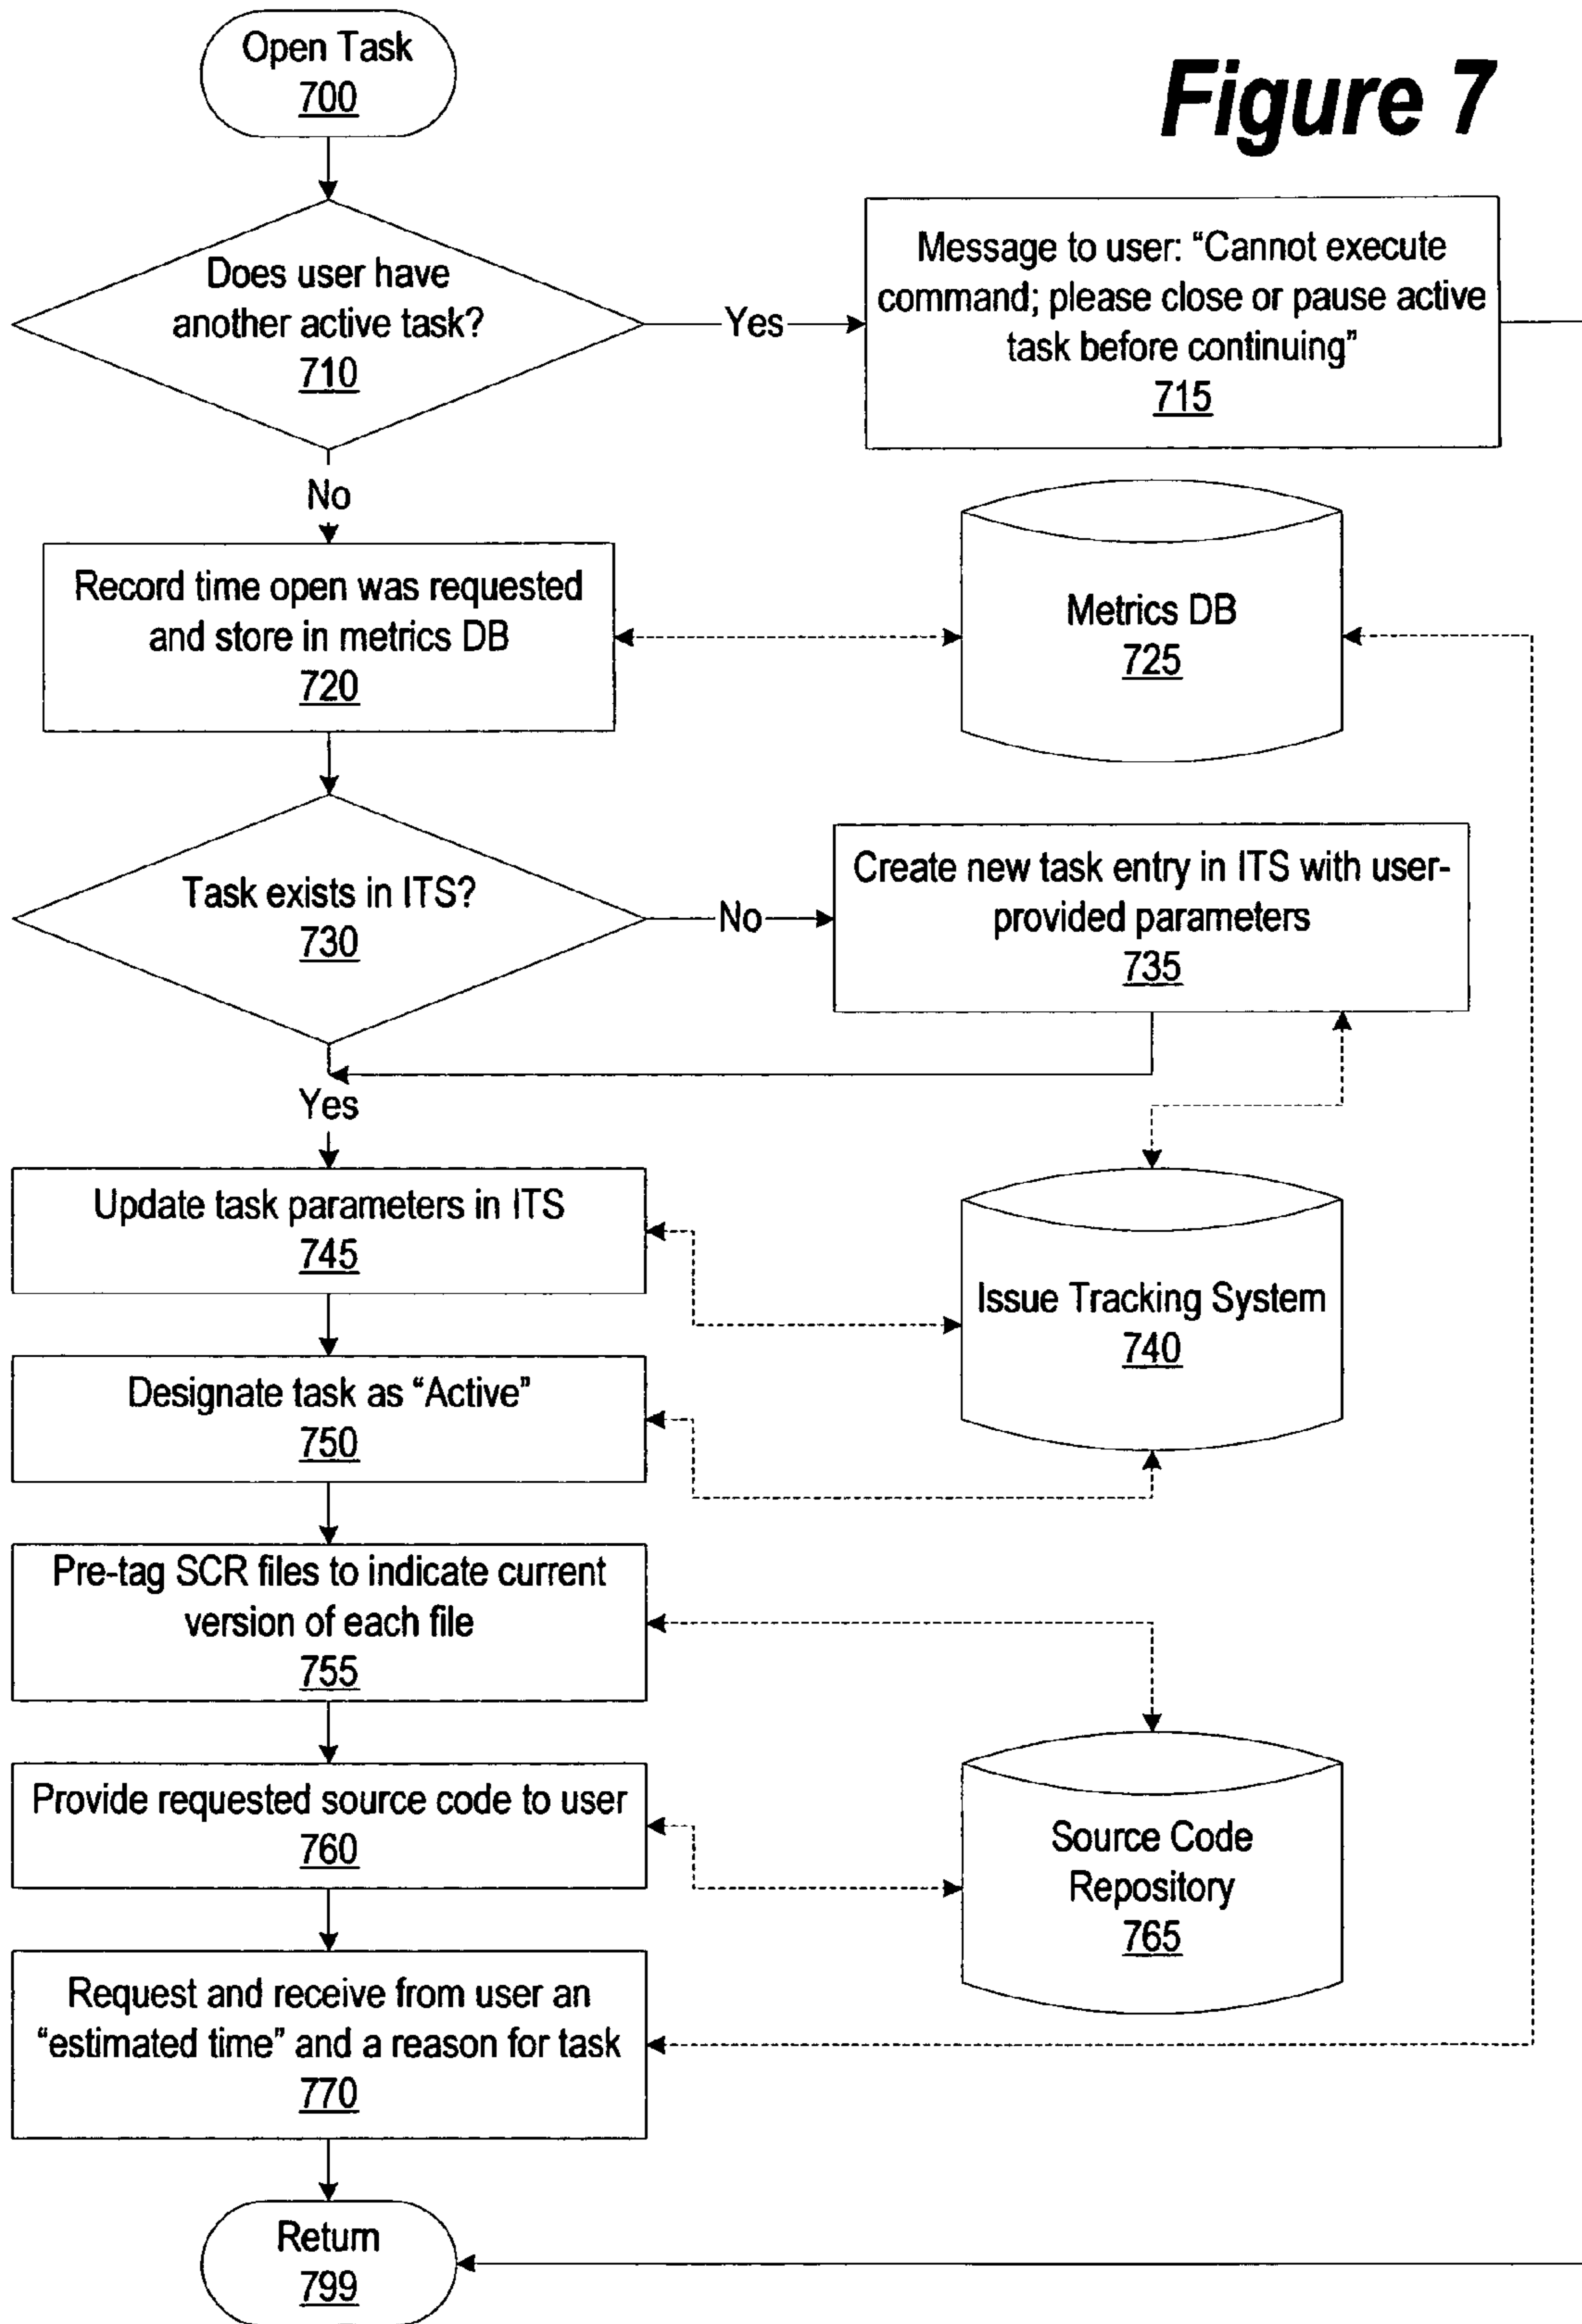 Figure 7
Open Task
700
Does user have
another active task?
710
Yes
Message to user: “Cannot execute
command; please close or pause active
task before continuing”
715
No
Record time open was requested
and store in metrics DB
720
Metrics DB
725
Task exists in ITS?
730
No
Create new task entry in ITS with user-
provided parameters
735
Yes
Update task parameters in ITS
745
Issue Tracking System
740
Designate task as “Active”
750
Pre-tag SCR files to indicate current
version of each file
755
Provide requested source code to user
760
Source Code
Repository
765
Request and receive from user an
“estimated time” and a reason for task
770
Return
799